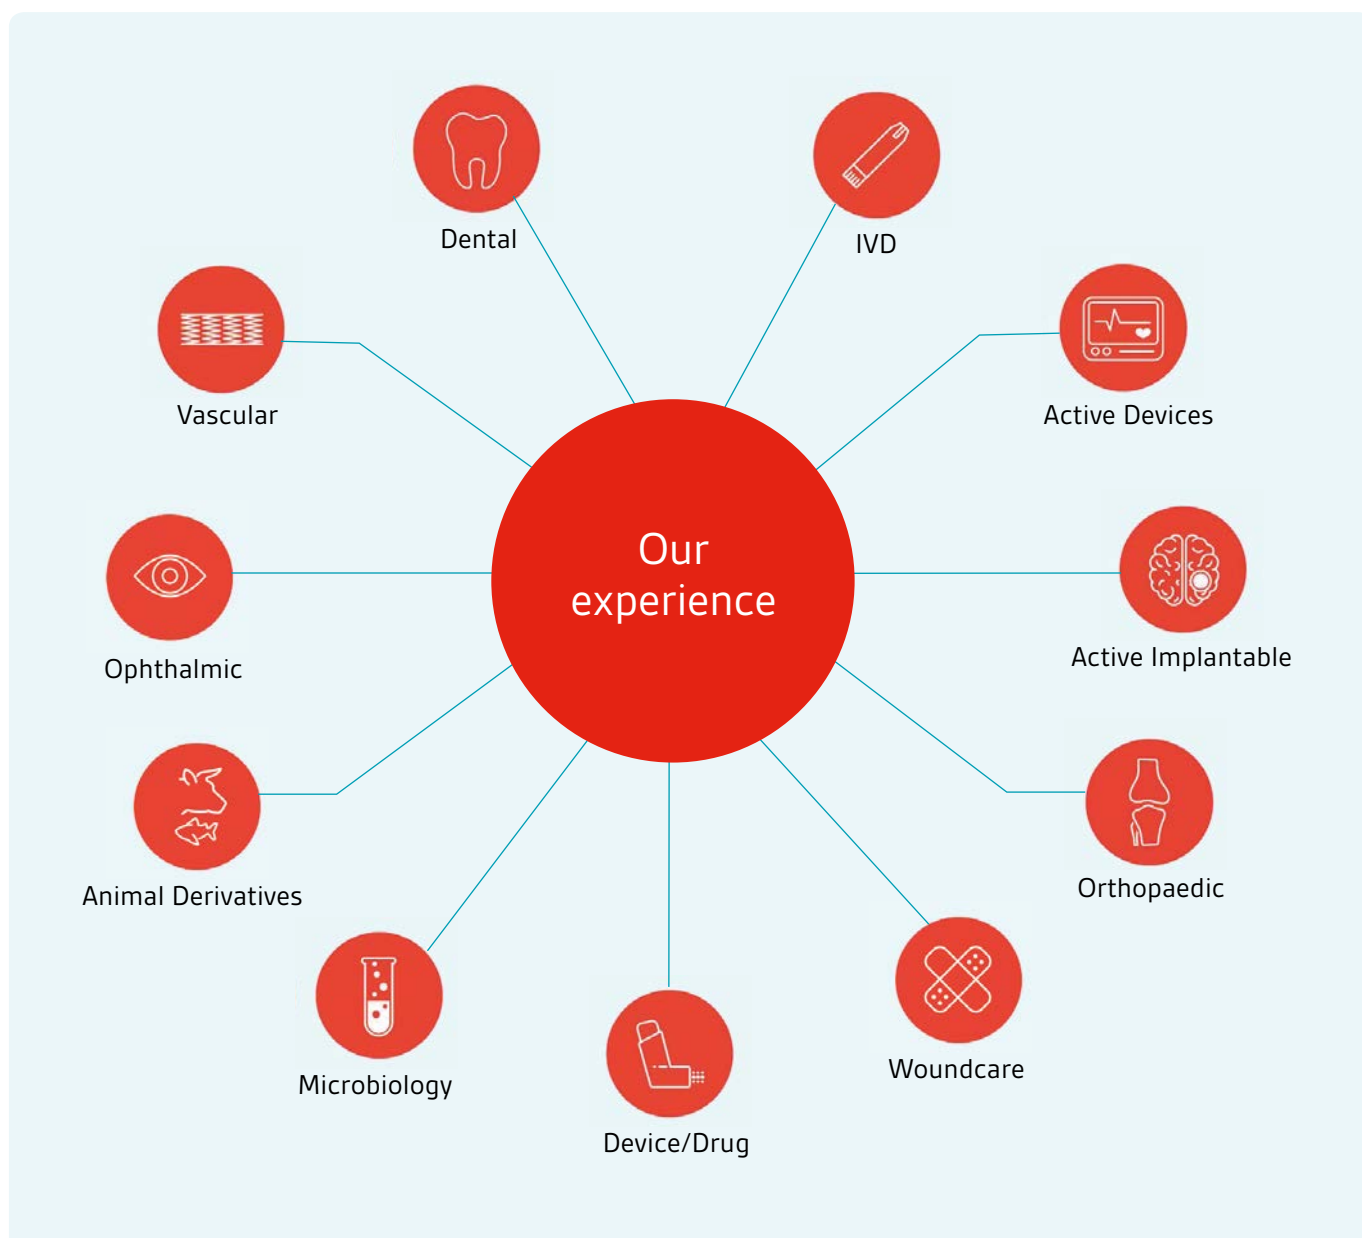 Dental
IVD
Vascular
Active Devices
Our
experience
Ophthalmic
Active Implantable
Animal Derivatives
Orthopaedic
Microbiology
Woundcare
Device/Drug